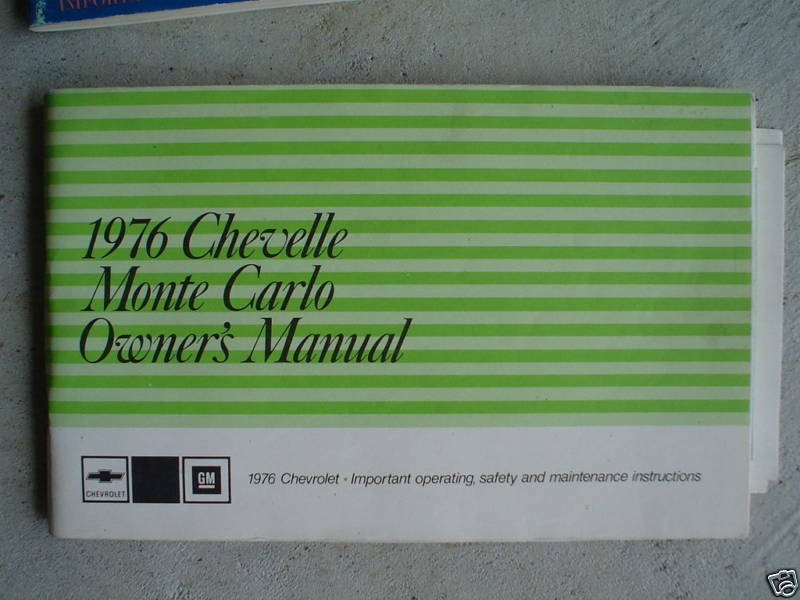 1976 Chevelle
Monte Carlo
Owner's Manual
CHEVROLET
GM
1976 Chevrolet • Important operating, safety and maintenance instructions